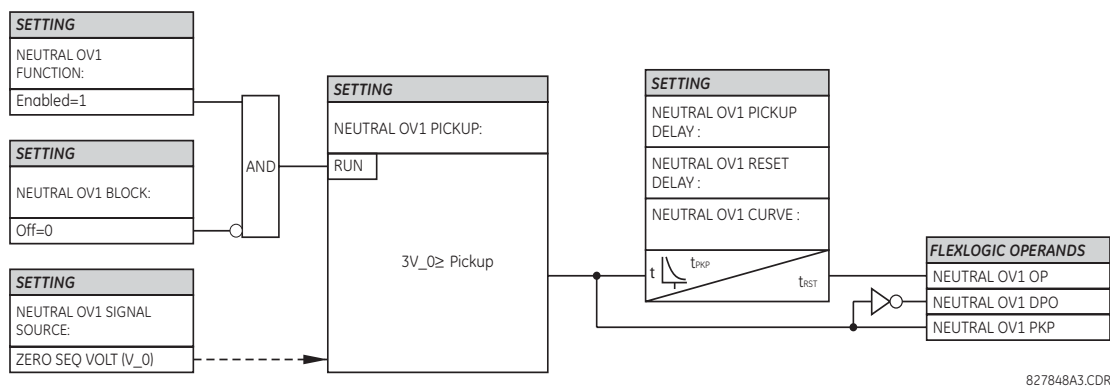 SETTING
NEUTRAL OV1
FUNCTION:
Enabled=1
SETTING
NEUTRAL OV1 BLOCK:
Off=0
SETTING
NEUTRAL OV1 SIGNAL
SOURCE:
ZERO SEQ VOLT (V_0)
AND
SETTING
NEUTRAL OV1 PICKUP:
RUN
3V_0≥ Pickup
SETTING
NEUTRAL OV1 PICKUP
DELAY :
NEUTRAL OV1 RESET
DELAY :
NEUTRAL OV1 CURVE :
t
tPKP
tRST
FLEXLOGIC OPERANDS
NEUTRAL OV1 OP
NEUTRAL OV1 DPO
NEUTRAL OV1 PKP
827848A3.CDR